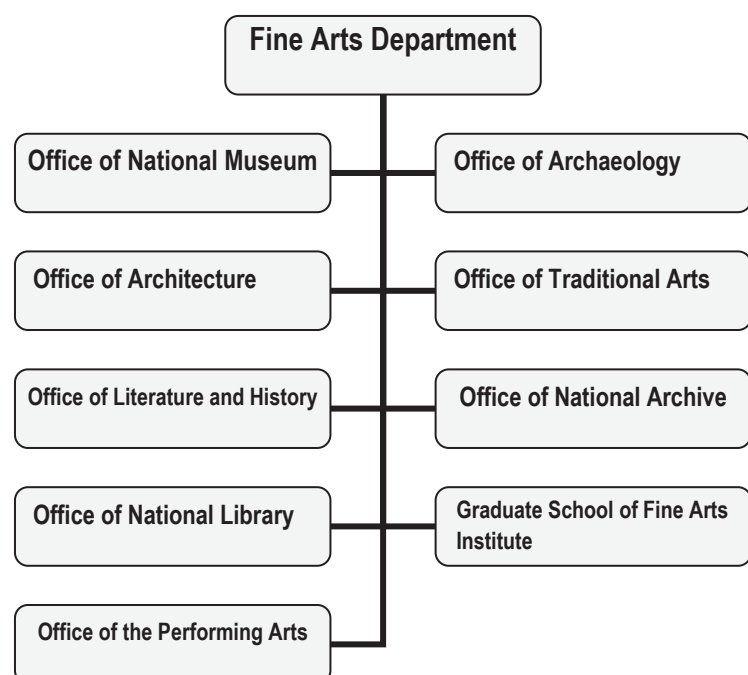 Fine Arts Department
Office of National Museum
Office of Archaeology
Office of Architecture
Office of Traditional Arts
Office of Literature and History
Office of National Archive
Office of National Library
Graduate School of Fine Arts
Institute
Office of the Performing Arts